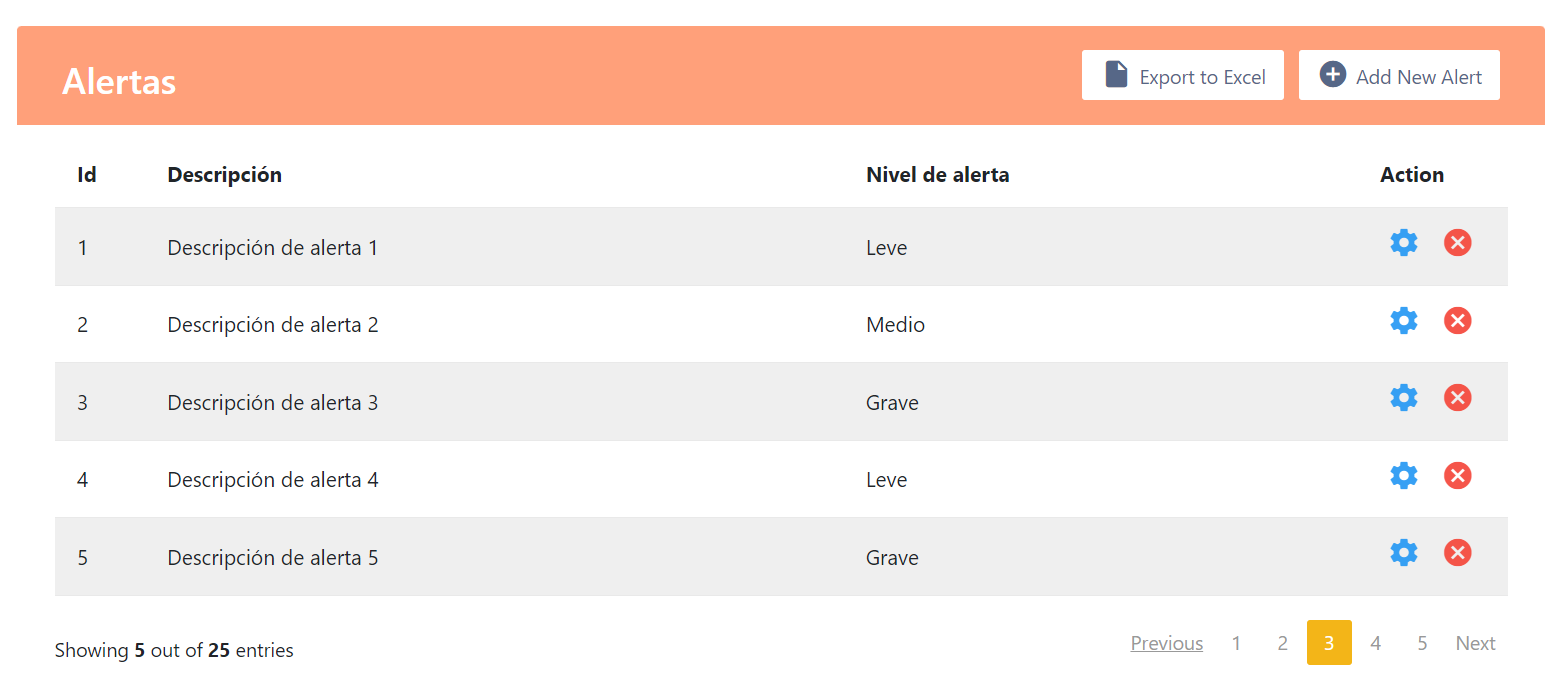 Alertas Export to Excel Add New Alert
Id Descripción Nivel de alerta Action
1 Descripción de alerta 1 Leve
2 Descripción de alerta 2 Medio
3 Descripción de alerta 3 Grave
4 Descripción de alerta 4 Leve
5 Descripción de alerta 5 Grave
Showing 5 out of 25 entries Previous 1 2 3 4 5 Next